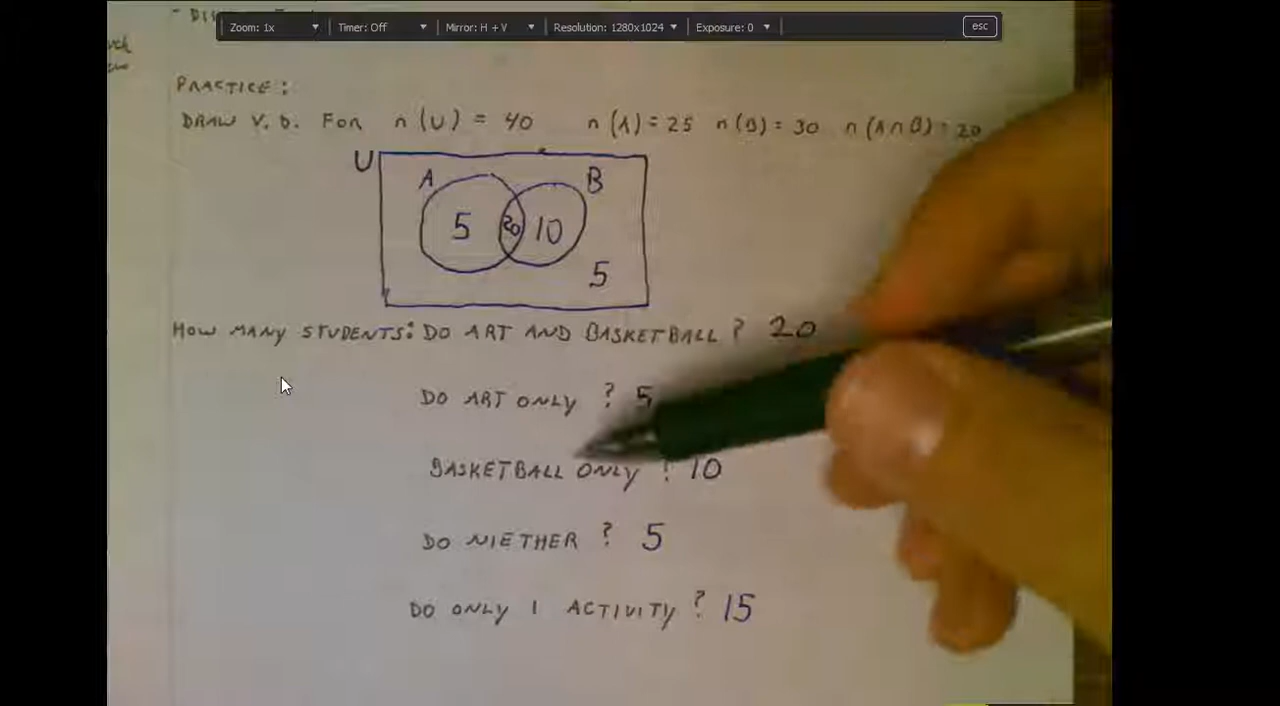 Zoom: 1x Timer: Off Mirror: H + V Resolution: 1280x1024 Exposure: 0 esc
PRACTICE:
DRAW V. D. FOR n(U) = 40 n(A) = 25 n(B) = 30 n(A∩B) = 20
U
A B
5 20 10
5
HOW MANY STUDENTS: DO ART AND BASKETBALL ? 20
DO ART ONLY ? 5
BASKETBALL ONLY ? 10
DO NIETHER ? 5
DO ONLY 1 ACTIVITY ? 15